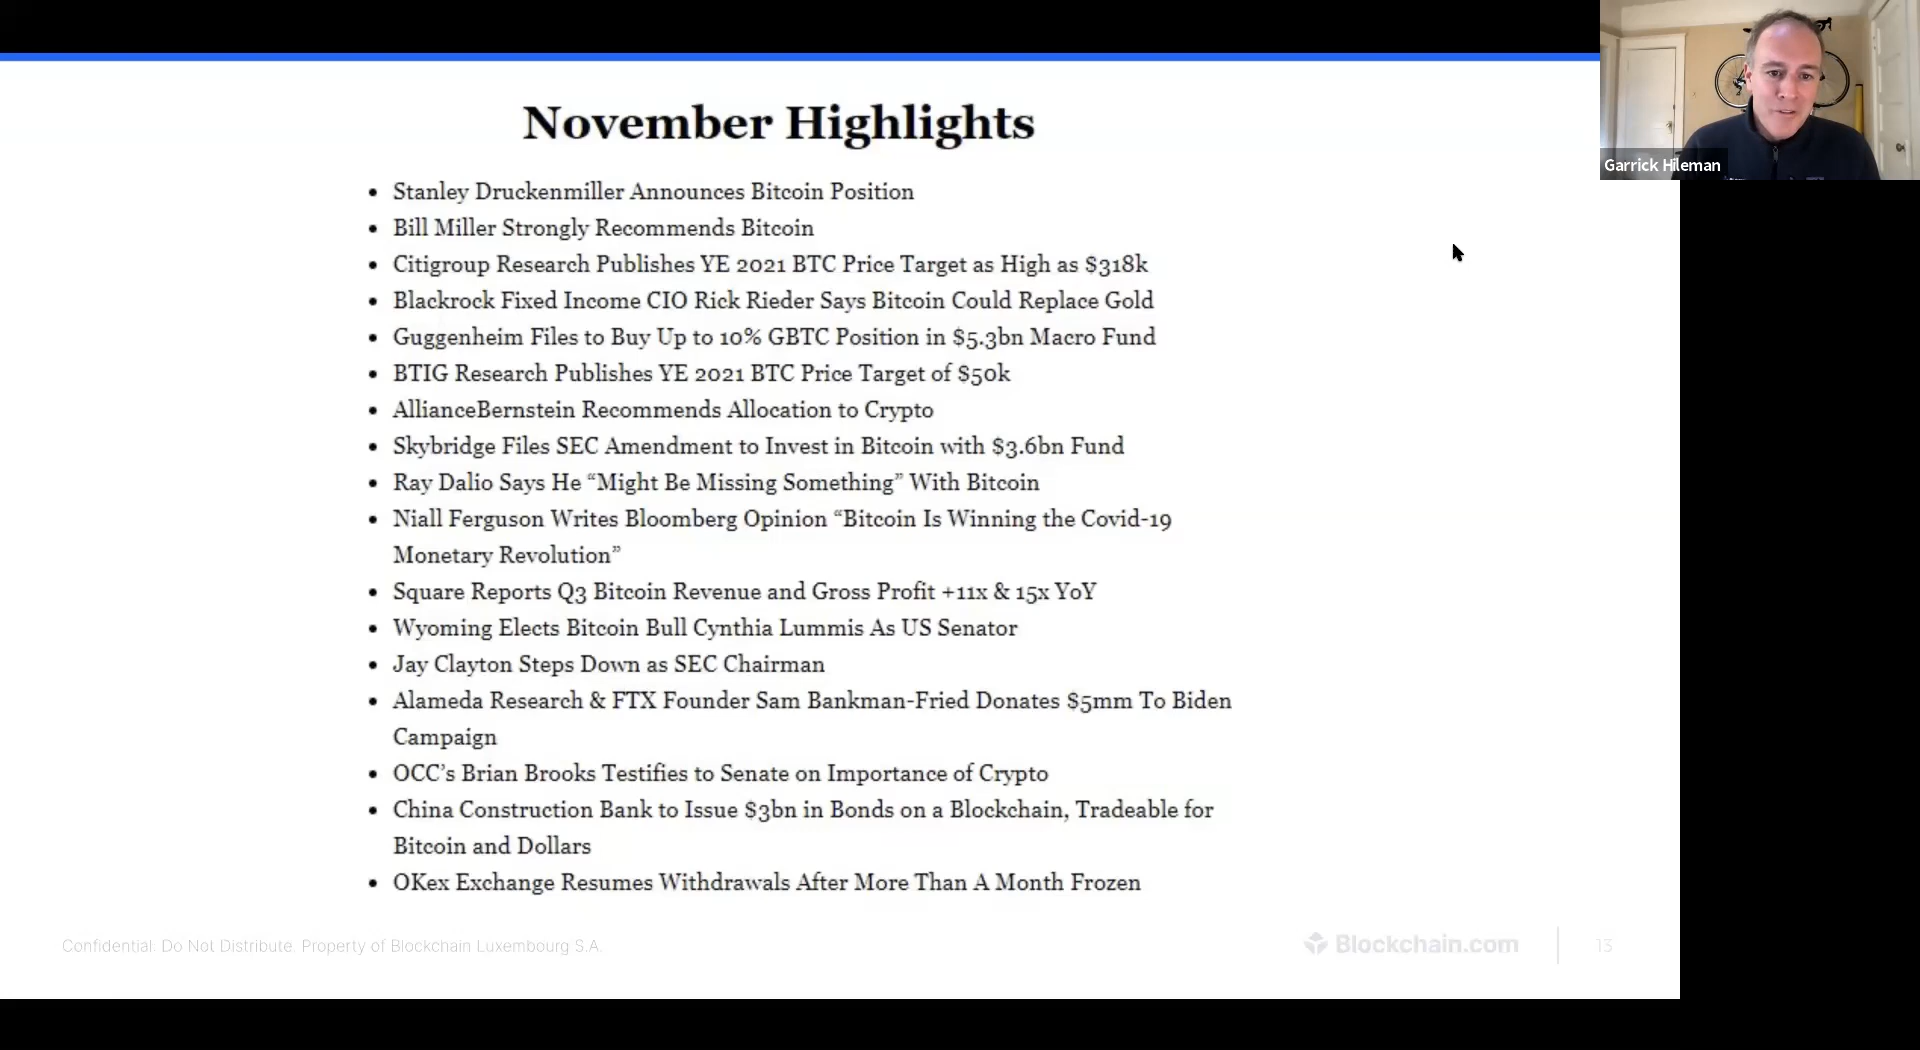 Garrick Hileman
November Highlights
• Stanley Druckenmiller Announces Bitcoin Position
• Bill Miller Strongly Recommends Bitcoin
• Citigroup Research Publishes YE 2021 BTC Price Target as High as $318k
• Blackrock Fixed Income CIO Rick Rieder Says Bitcoin Could Replace Gold
• Guggenheim Files to Buy Up to 10% GBTC Position in $5.3bn Macro Fund
• BTIG Research Publishes YE 2021 BTC Price Target of $50k
• AllianceBernstein Recommends Allocation to Crypto
• Skybridge Files SEC Amendment to Invest in Bitcoin with $3.6bn Fund
• Ray Dalio Says He “Might Be Missing Something” With Bitcoin
• Niall Ferguson Writes Bloomberg Opinion “Bitcoin Is Winning the Covid-19
Monetary Revolution”
• Square Reports Q3 Bitcoin Revenue and Gross Profit +11x & 15x YoY
• Wyoming Elects Bitcoin Bull Cynthia Lummis As US Senator
• Jay Clayton Steps Down as SEC Chairman
• Alameda Research & FTX Founder Sam Bankman-Fried Donates $5mm To Biden
Campaign
• OCC’s Brian Brooks Testifies to Senate on Importance of Crypto
• China Construction Bank to Issue $3bn in Bonds on a Blockchain, Tradeable for
Bitcoin and Dollars
• OKex Exchange Resumes Withdrawals After More Than A Month Frozen
Confidential: Do Not Distribute. Property of Blockchain Luxembourg S.A.
Blockchain.com
13